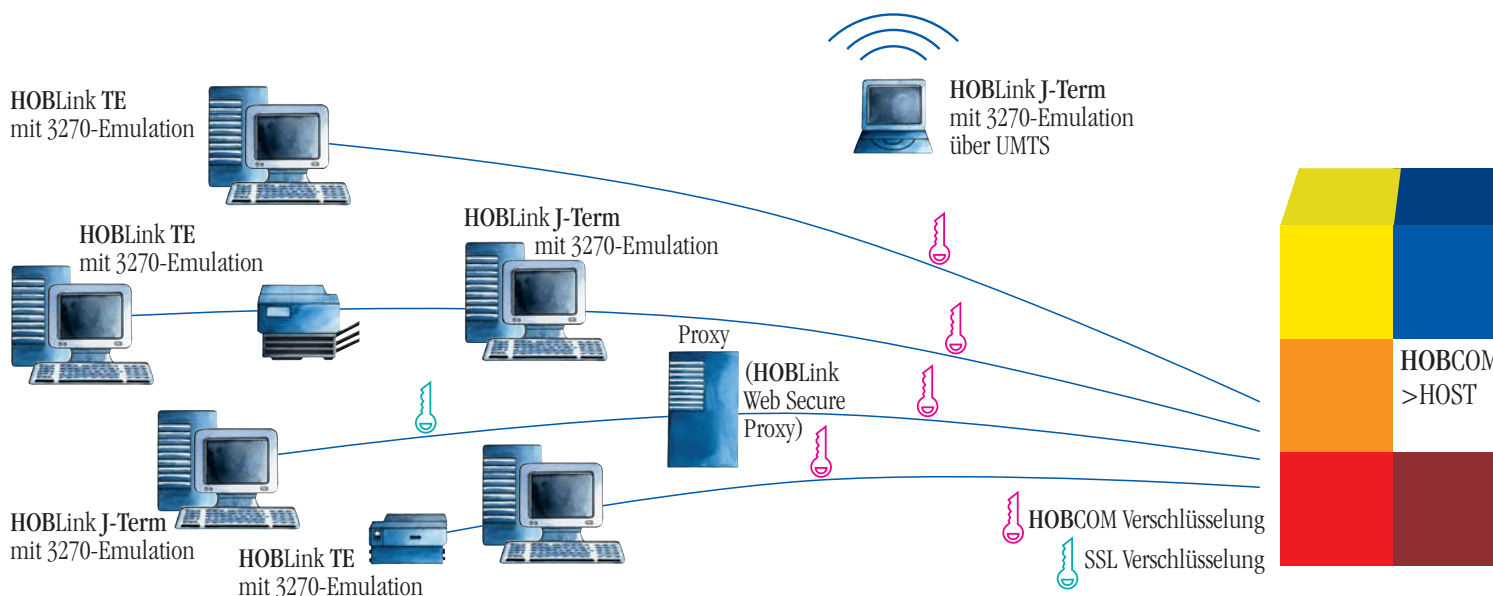 HOBLink TE
mit 3270-Emulation
HOBLink J-Term
mit 3270-Emulation
über UMTS
HOBLink TE
mit 3270-Emulation
HOBLink J-Term
mit 3270-Emulation
Proxy
(HOBLink
Web Secure
Proxy)
HOBCOM
>HOST
HOBLink J-Term
mit 3270-Emulation
HOBLink TE
mit 3270-Emulation
HOBCOM Verschlüsselung
SSL Verschlüsselung